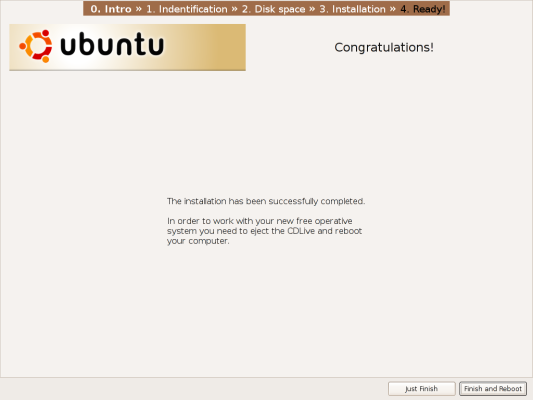 0. Intro » 1. Indentification » 2. Disk space » 3. Installation » 4. Ready!
ubuntu
Congratulations!
The installation has been successfully completed.
In order to work with your new free operative
system you need to eject the CDLive and reboot
your computer.
Just Finish
Finish and Reboot